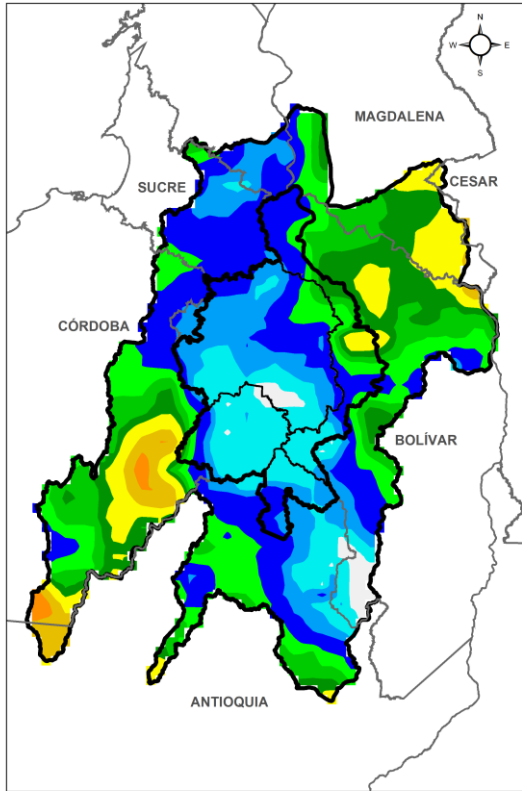 N
W E
S
MAGDALENA
CESAR
SUCRE
CÓRDOBA
BOLÍVAR
ANTIOQUIA